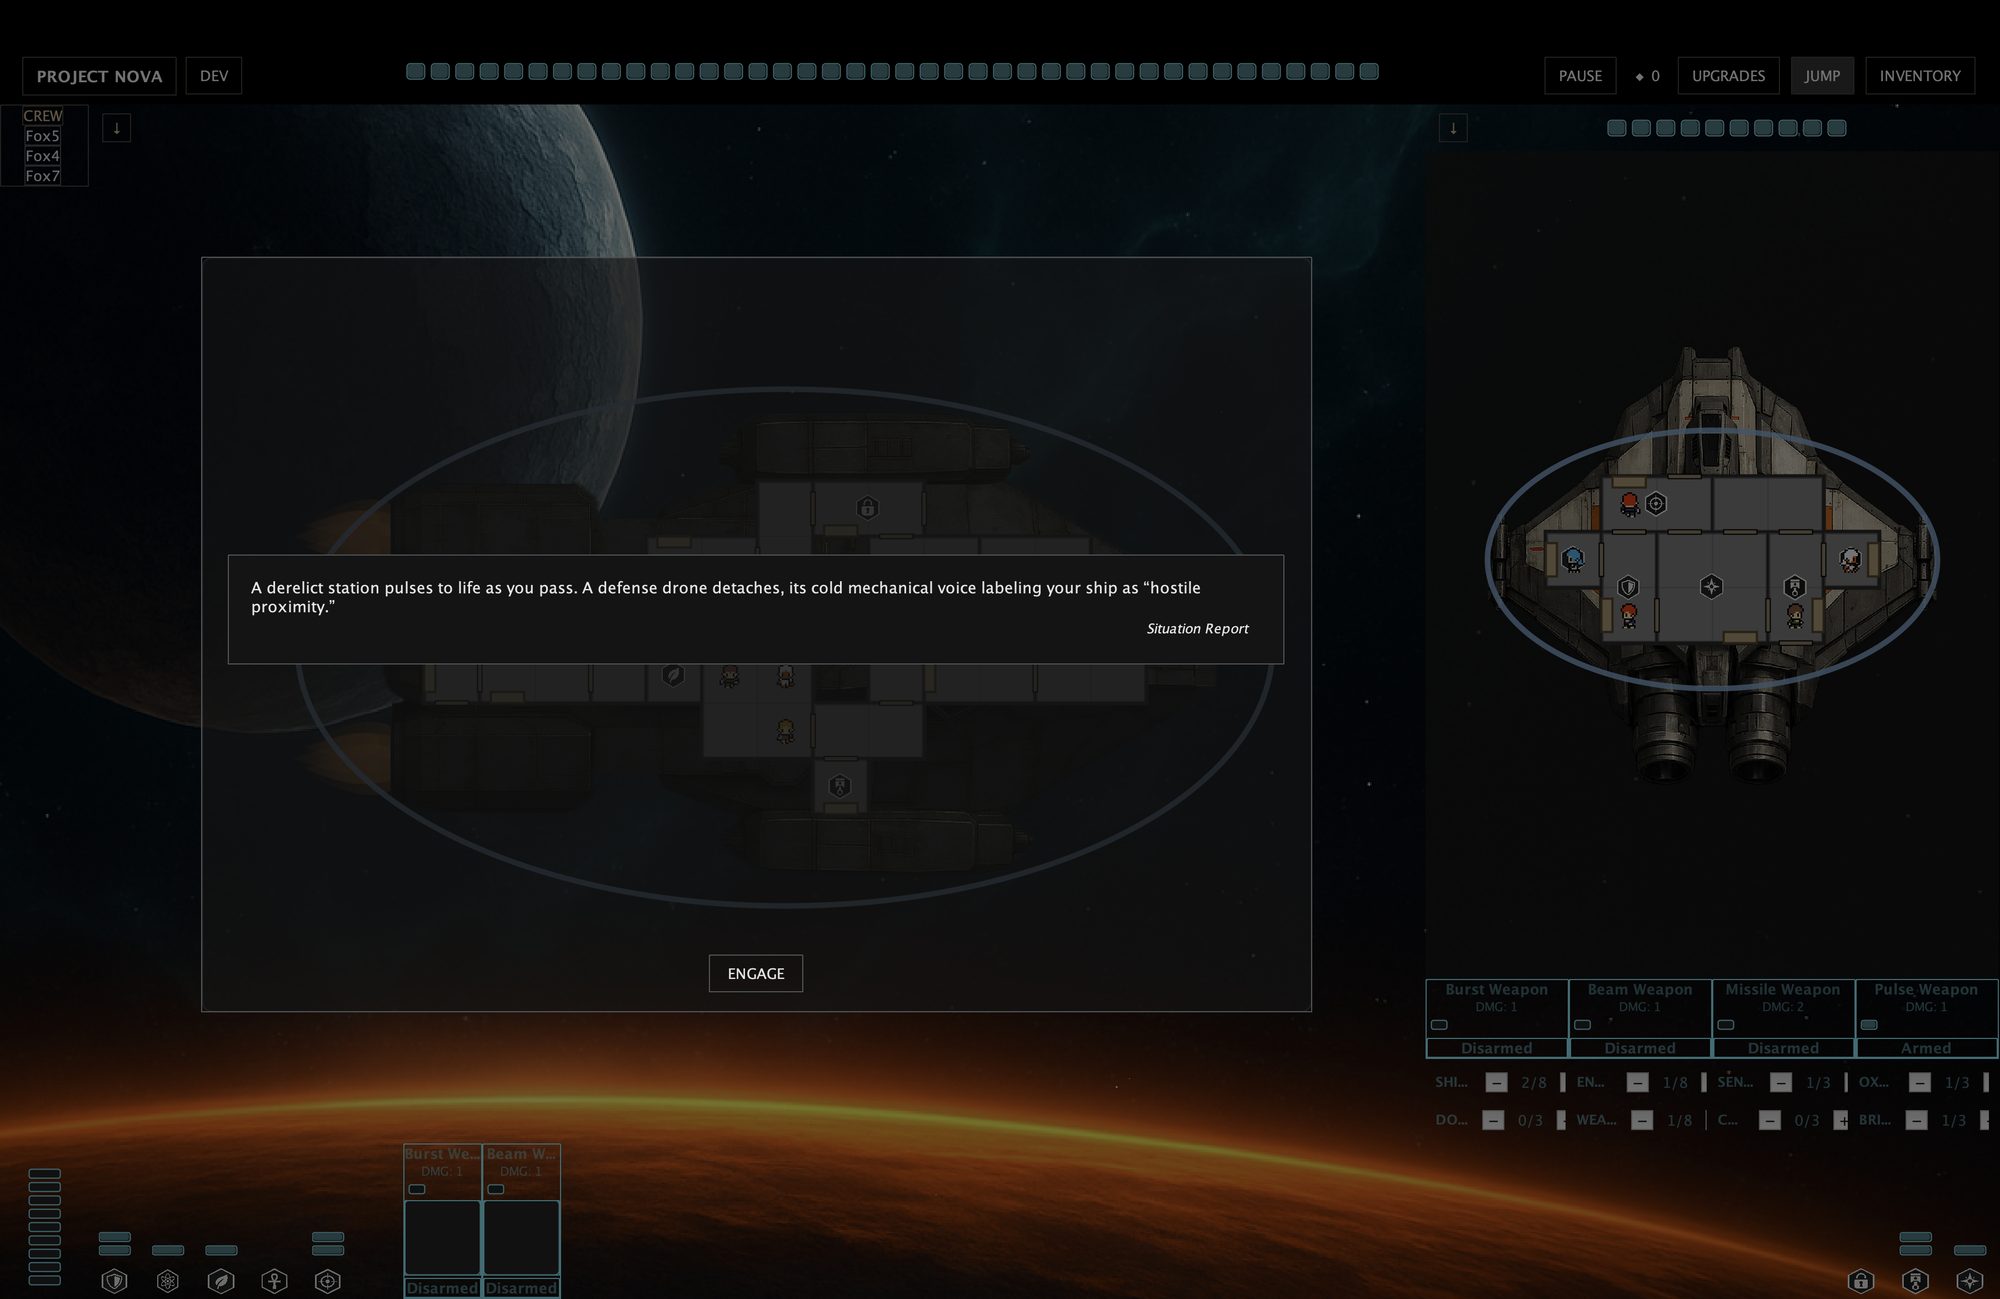 PROJECT NOVA
DEV
PAUSE
0
UPGRADES
JUMP
INVENTORY
CREW
Fox5
Fox4
Fox7
↓
↓
A derelict station pulses to life as you pass. A defense drone detaches, its cold mechanical voice labeling your ship as “hostile
proximity.”
Situation Report
ENGAGE
Burst Weapon
DMG: 1
Disarmed
Beam Weapon
DMG: 1
Disarmed
Missile Weapon
DMG: 2
Disarmed
Pulse Weapon
DMG: 1
Armed
SHI... − 2/8 EN... − 1/8 SEN... − 1/3 OX... − 1/3
DO... − 0/3 WEA... − 1/8 C... − 0/3 + BRI... − 1/3
Burst We...
DMG: 1
Disarmed
Beam W...
DMG: 1
Disarmed